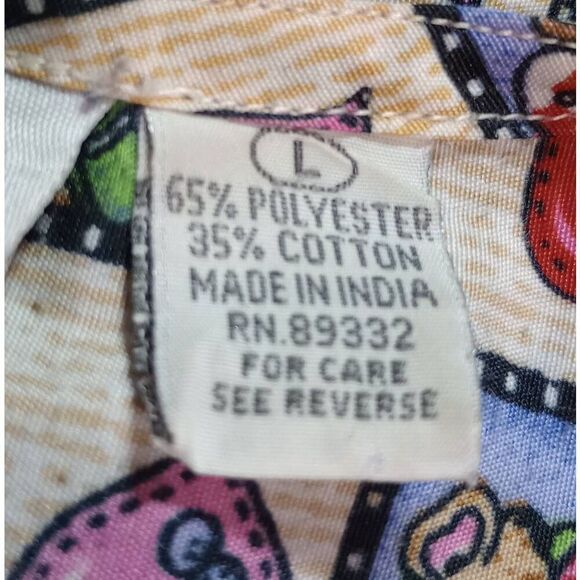 L
65% POLYESTER
35% COTTON
MADE IN INDIA
RN.89332
FOR CARE
SEE REVERSE